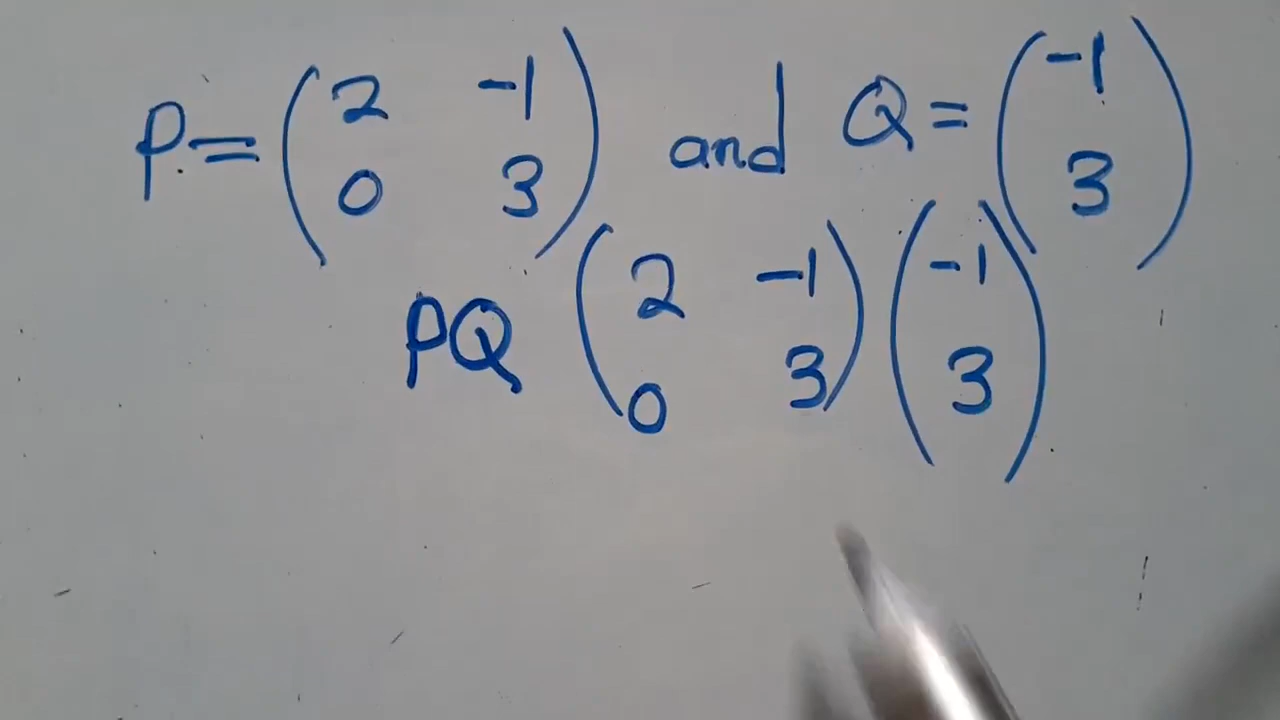 P = ( 2 -1 ) and Q = ( -1 )
0 3 3
PQ ( 2 -1 ) ( -1 )
0 3 3